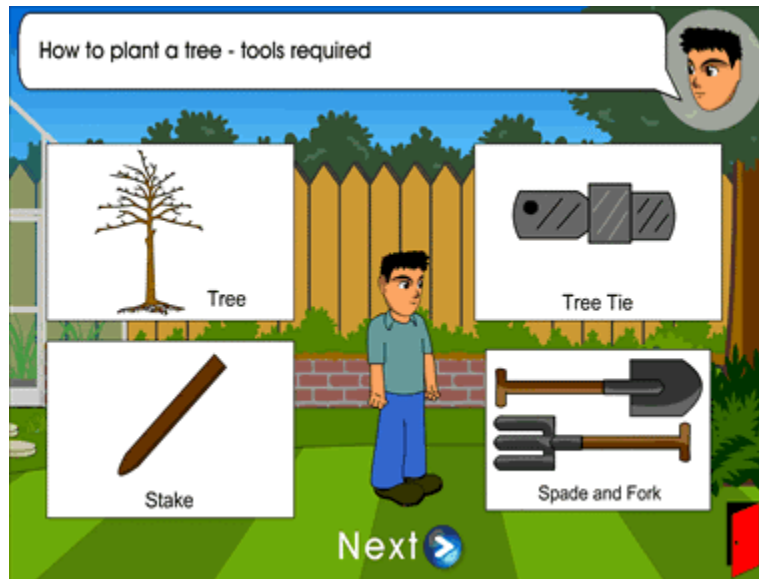 How to plant a tree - tools required
Tree
Tree Tie
Stake
Spade and Fork
Next